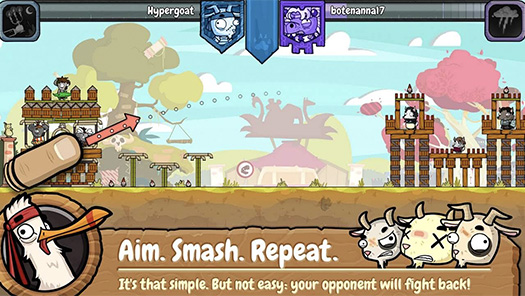 Hypergoat
botenanna17
Aim. Smash. Repeat.
It's that simple. But not easy: your opponent will fight back!